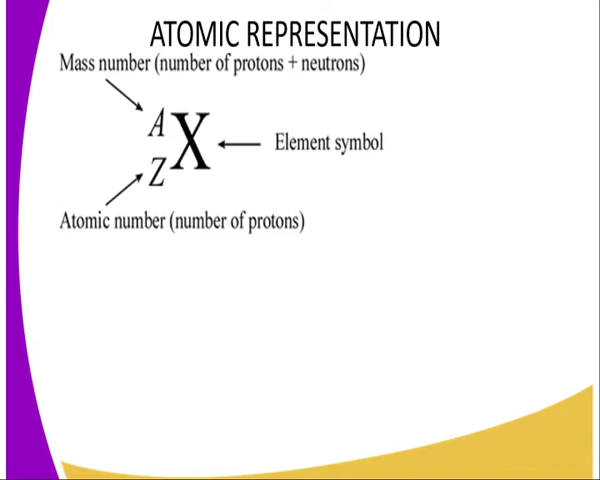 ATOMIC REPRESENTATION
Mass number (number of protons + neutrons)
A
X
Element symbol
Z
Atomic number (number of protons)